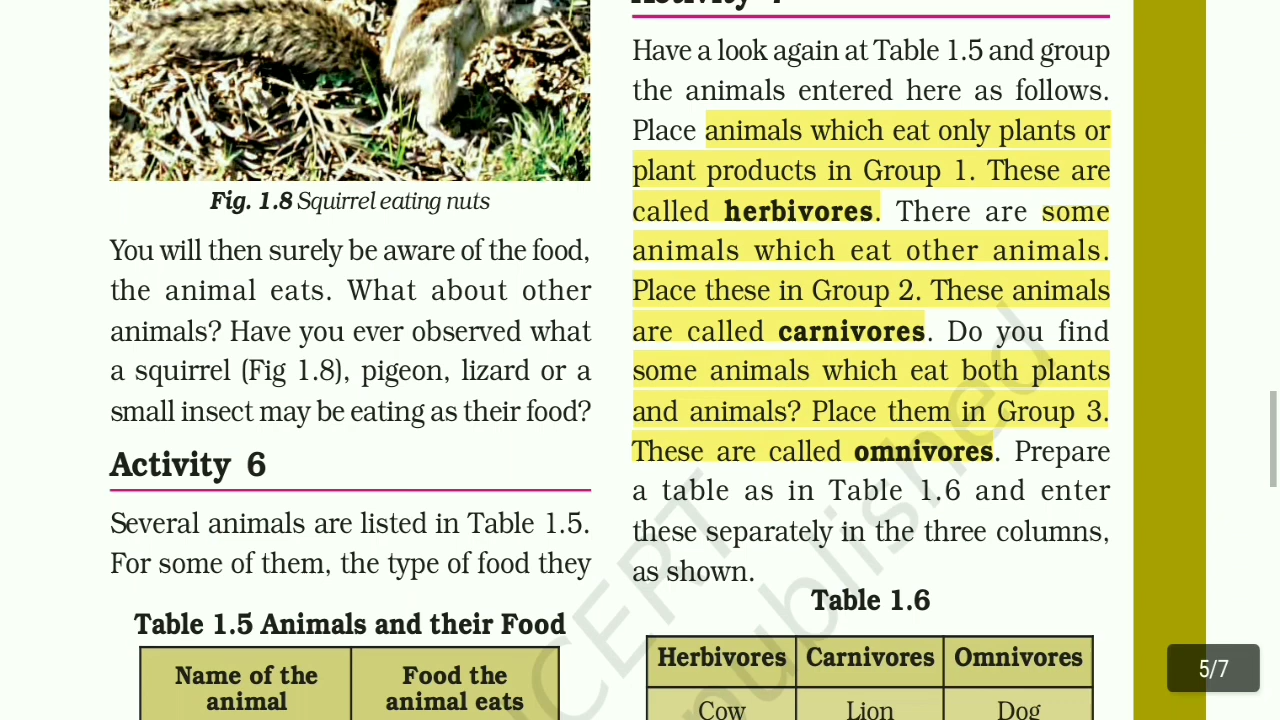 Fig. 1.8 Squirrel eating nuts
You will then surely be aware of the food,
the animal eats. What about other
animals? Have you ever observed what
a squirrel (Fig 1.8), pigeon, lizard or a
small insect may be eating as their food?
Activity 6
Several animals are listed in Table 1.5.
For some of them, the type of food they
Table 1.5 Animals and their Food
Name of the
animal
Food the
animal eats
Have a look again at Table 1.5 and group
the animals entered here as follows.
Place animals which eat only plants or
plant products in Group 1. These are
called herbivores. There are some
animals which eat other animals.
Place these in Group 2. These animals
are called carnivores. Do you find
some animals which eat both plants
and animals? Place them in Group 3.
These are called omnivores. Prepare
a table as in Table 1.6 and enter
these separately in the three columns,
as shown.
Table 1.6
Herbivores Carnivores Omnivores
Cow Lion Dog
5/7